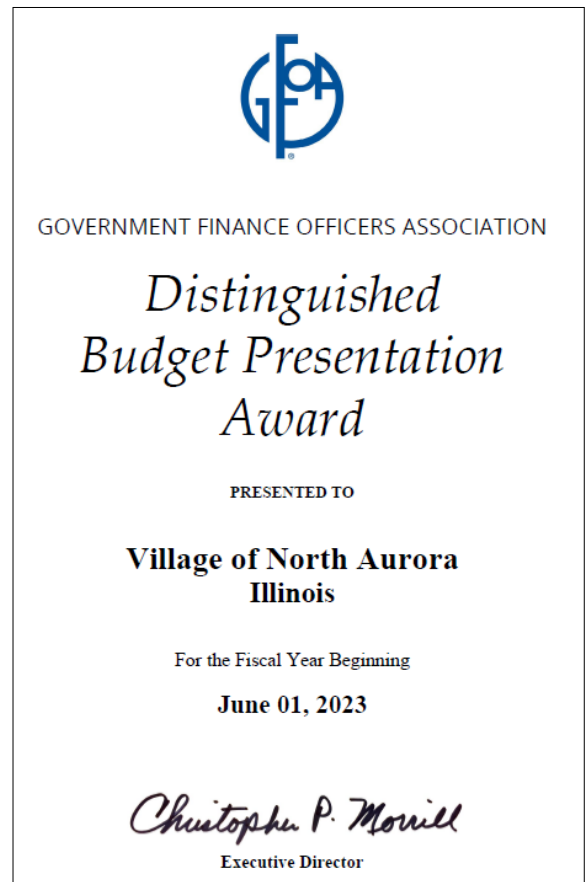 GFOA
®
GOVERNMENT FINANCE OFFICERS ASSOCIATION
Distinguished
Budget Presentation
Award
PRESENTED TO
Village of North Aurora
Illinois
For the Fiscal Year Beginning
June 01, 2023
Christopher P. Morrill
Executive Director